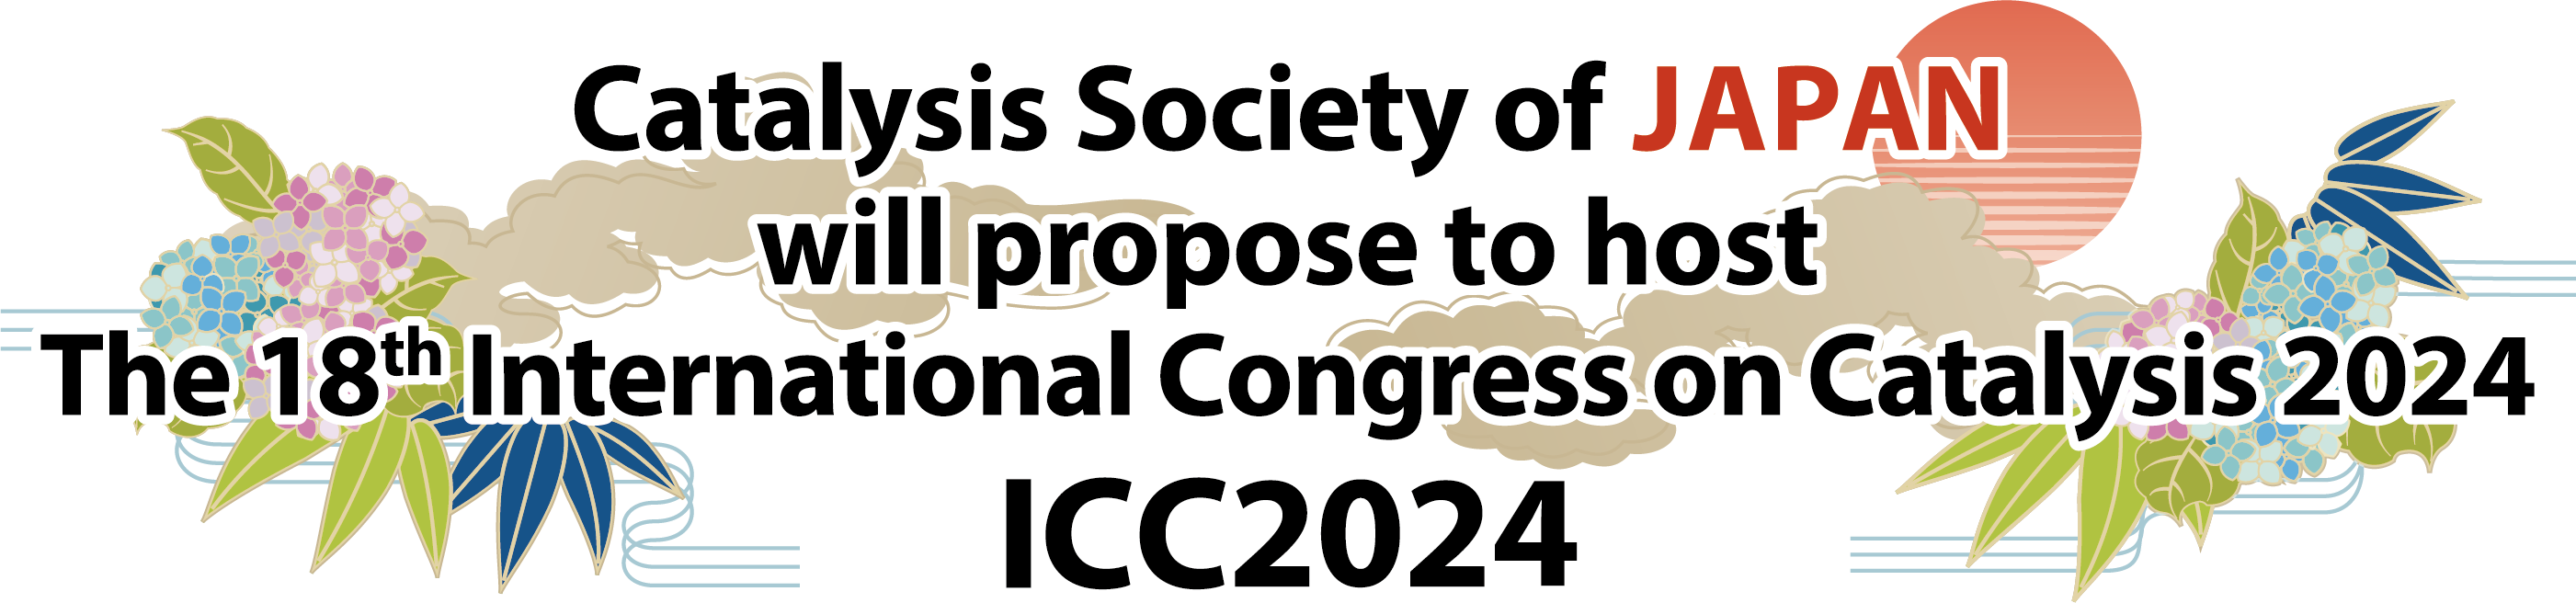 Catalysis Society of JAPAN
will propose to host
The 18th International Congress on Catalysis 2024
ICC2024